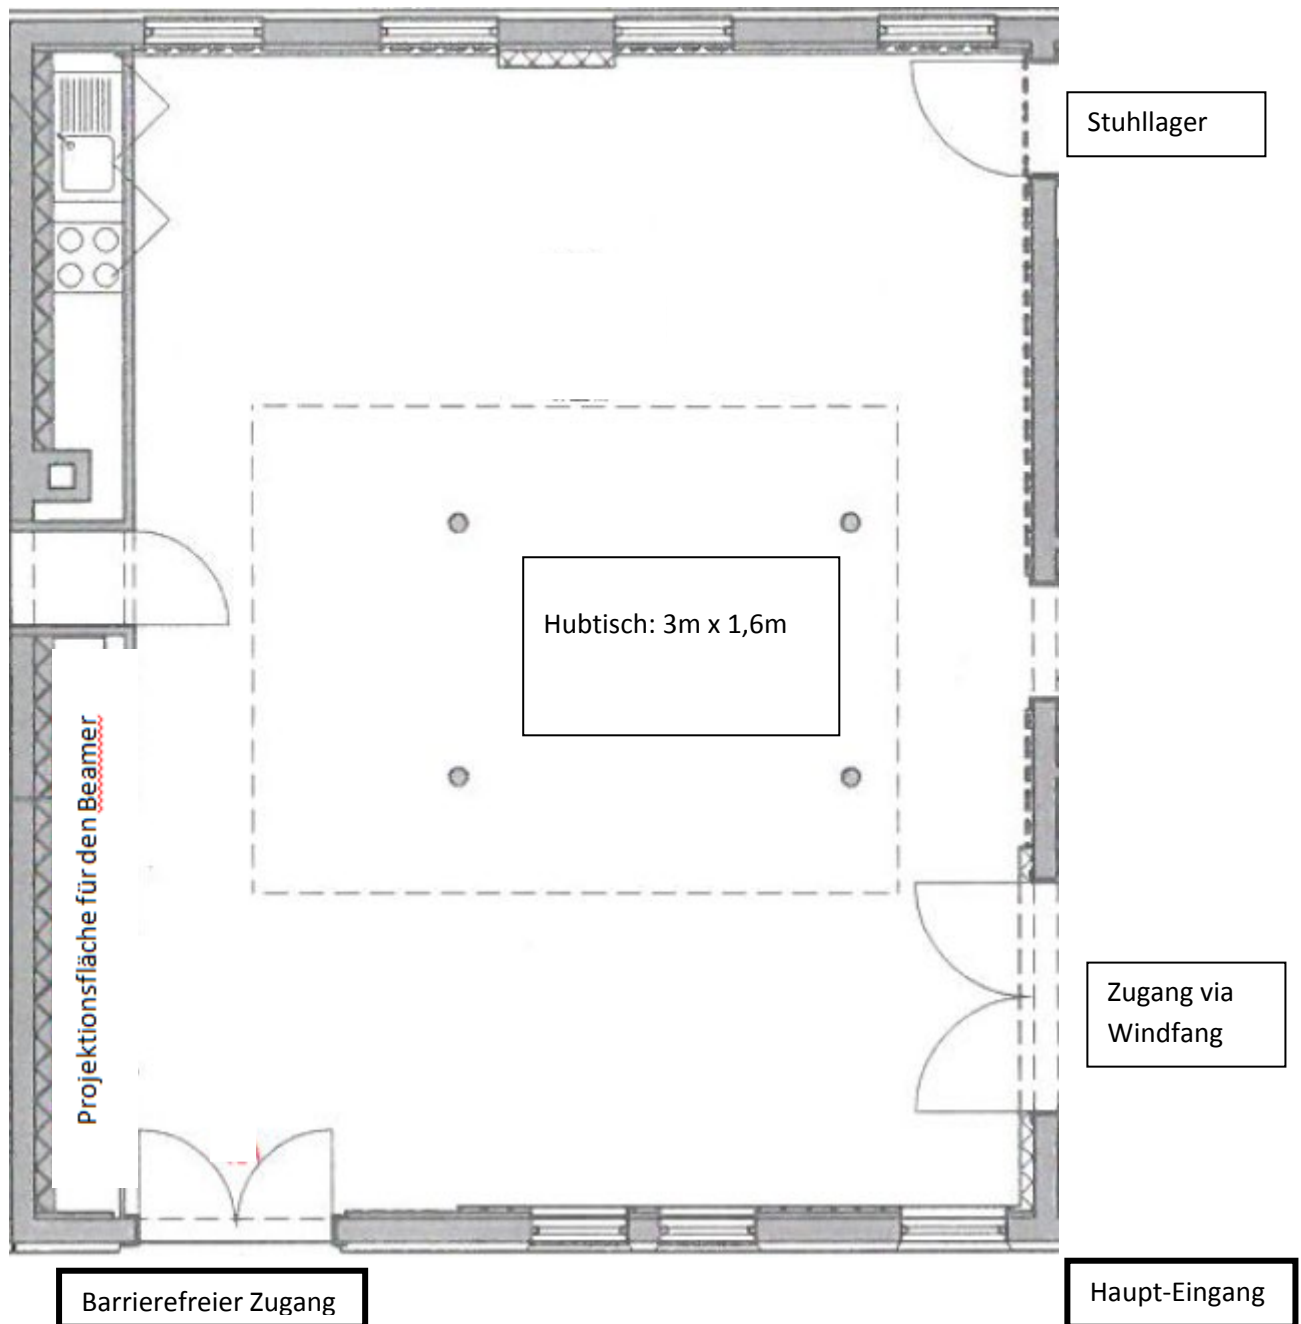 Stuhllager
Hubtisch: 3m x 1,6m
Projektionsfläche für den Beamer
Zugang via
Windfang
Barrierefreier Zugang
Haupt-Eingang